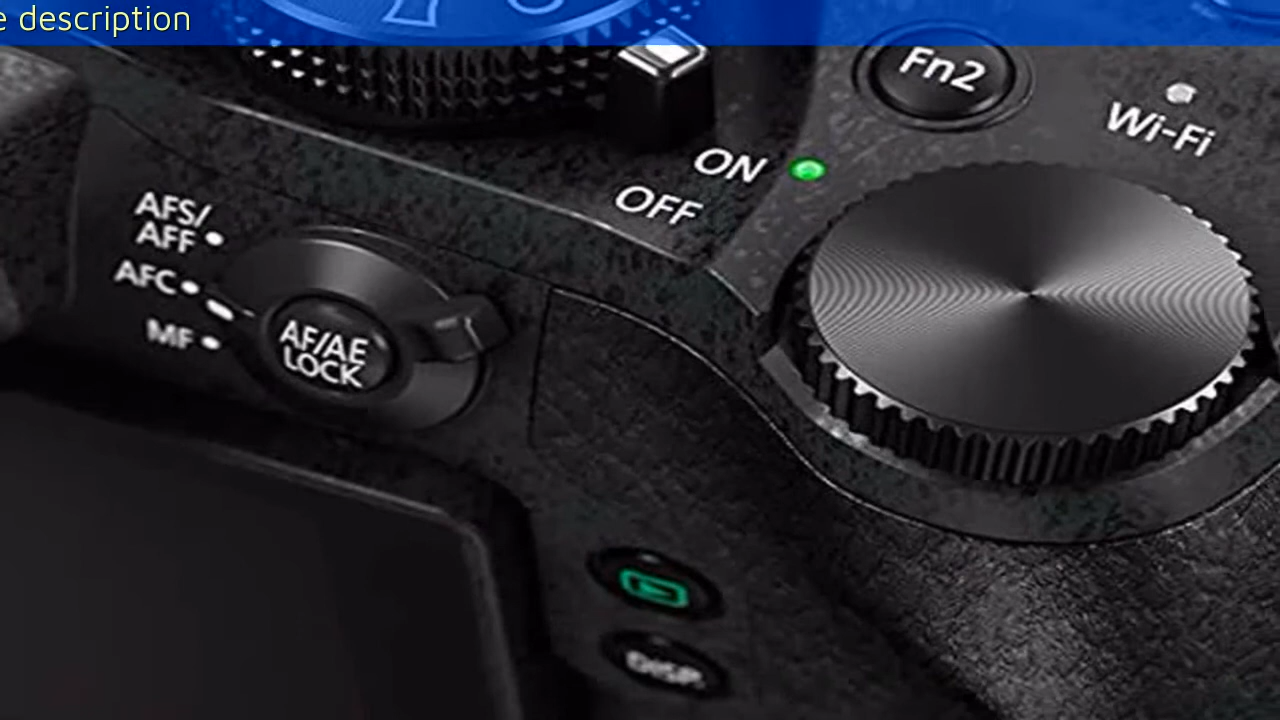 e description
Fn2
Wi-Fi
ON
OFF
AFS/
AFF
AFC
MF
AF/AE
LOCK
DISP.